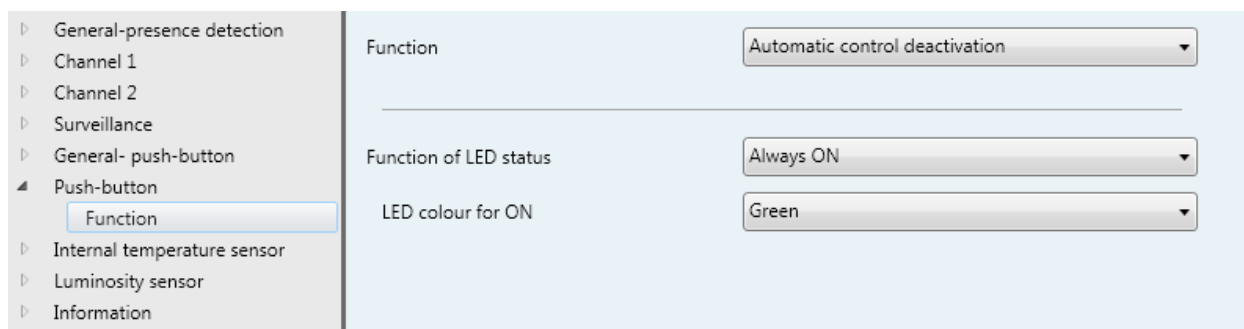 General-presence detection
Channel 1
Channel 2
Surveillance
General- push-button
Push-button
Function
Internal temperature sensor
Luminosity sensor
Information
Function
Automatic control deactivation
Function of LED status
Always ON
LED colour for ON
Green